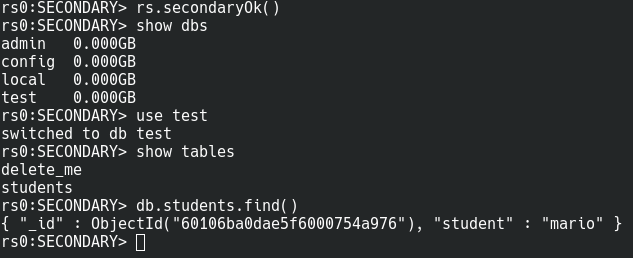 rs0:SECONDARY> rs.secondaryOk()
rs0:SECONDARY> show dbs
admin   0.000GB
config  0.000GB
local   0.000GB
test    0.000GB
rs0:SECONDARY> use test
switched to db test
rs0:SECONDARY> show tables
delete_me
students
rs0:SECONDARY> db.students.find()
{ "_id" : ObjectId("60106ba0dae5f6000754a976"), "student" : "mario" }
rs0:SECONDARY>